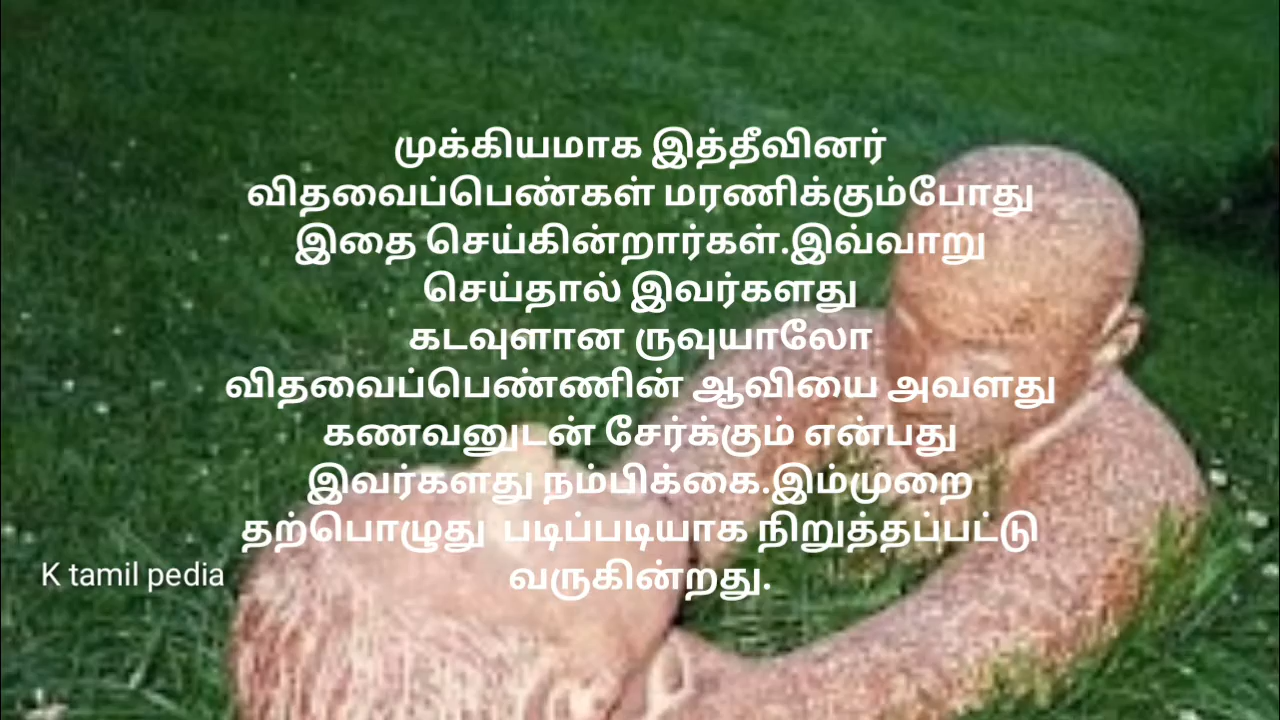 முக்கியமாக இத்தீவினர்
விதவைப்பெண்கள் மரணிக்கும்போது
இதை செய்கின்றார்கள்.இவ்வாறு
செய்தால் இவர்களது
கடவுளான ருவுயாலோ
விதவைப்பெண்ணின் ஆவியை அவளது
கணவனுடன் சேர்க்கும் என்பது
இவர்களது நம்பிக்கை.இம்முறை
தற்பொழுது  படிப்படியாக நிறுத்தப்பட்டு
வருகின்றது.
K tamil pedia